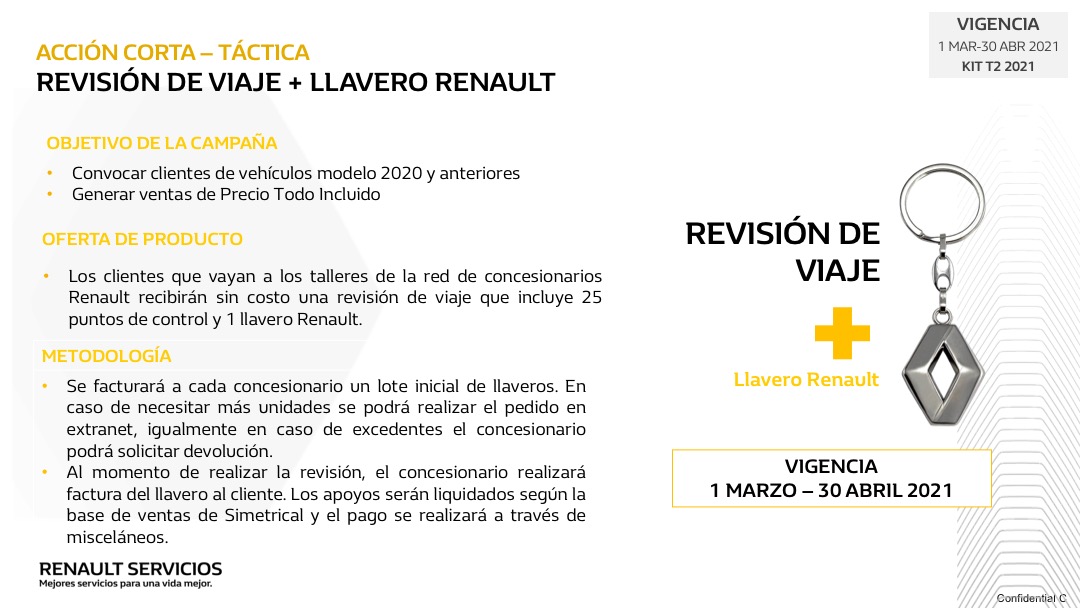 ACCIÓN CORTA – TÁCTICA
REVISIÓN DE VIAJE + LLAVERO RENAULT
VIGENCIA
1 MAR-30 ABR 2021
KIT T2 2021
OBJETIVO DE LA CAMPAÑA
• Convocar clientes de vehículos modelo 2020 y anteriores
• Generar ventas de Precio Todo Incluido
OFERTA DE PRODUCTO
• Los clientes que vayan a los talleres de la red de concesionarios
Renault recibirán sin costo una revisión de viaje que incluye 25
puntos de control y 1 llavero Renault.
METODOLOGÍA
• Se facturará a cada concesionario un lote inicial de llaveros. En
caso de necesitar más unidades se podrá realizar el pedido en
extranet, igualmente en caso de excedentes el concesionario
podrá solicitar devolución.
• Al momento de realizar la revisión, el concesionario realizará
factura del llavero al cliente. Los apoyos serán liquidados según la
base de ventas de Simetrical y el pago se realizará a través de
misceláneos.
REVISIÓN DE
VIAJE
Llavero Renault
VIGENCIA
1 MARZO – 30 ABRIL 2021
RENAULT SERVICIOS
Mejores servicios para una vida mejor.
Confidential C